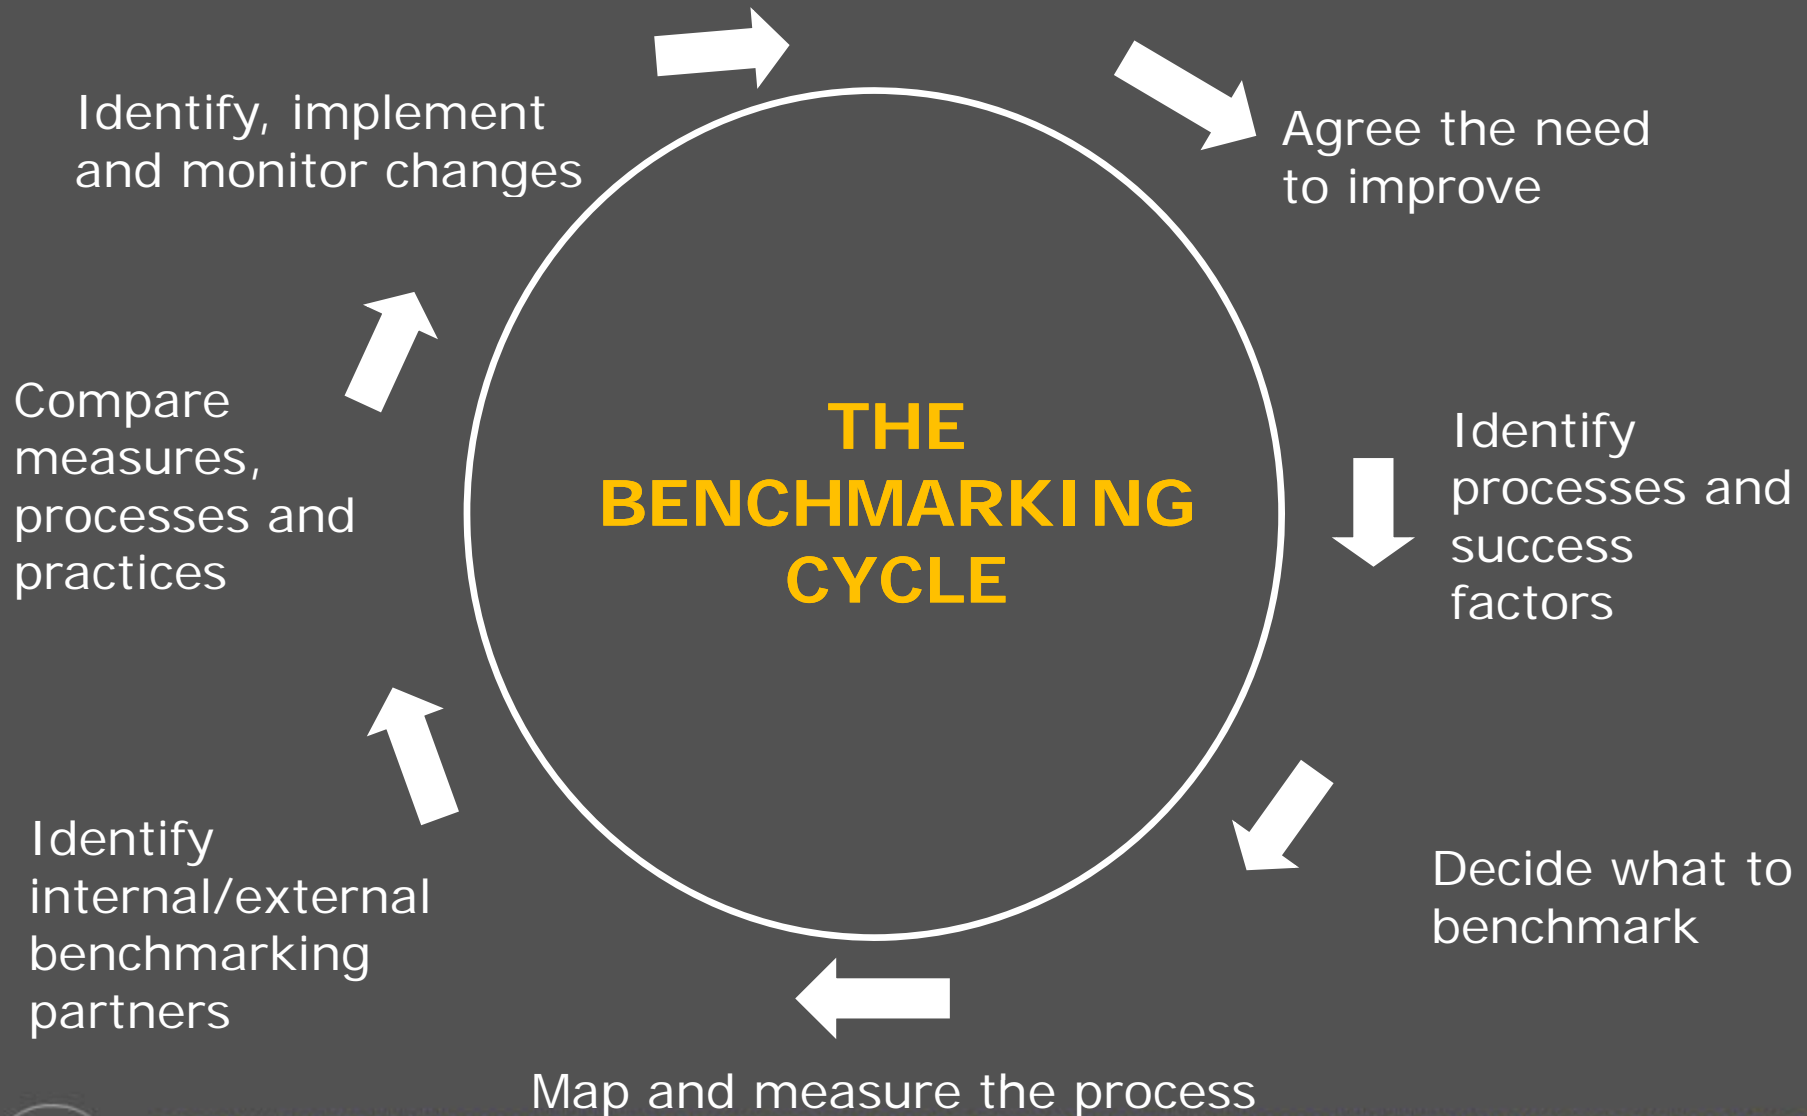 THE
BENCHMARKING
CYCLE
Agree the need
to improve
Identify
processes and
success
factors
Decide what to
benchmark
Map and measure the process
Identify
internal/external
benchmarking
partners
Compare
measures,
processes and
practices
Identify, implement
and monitor changes